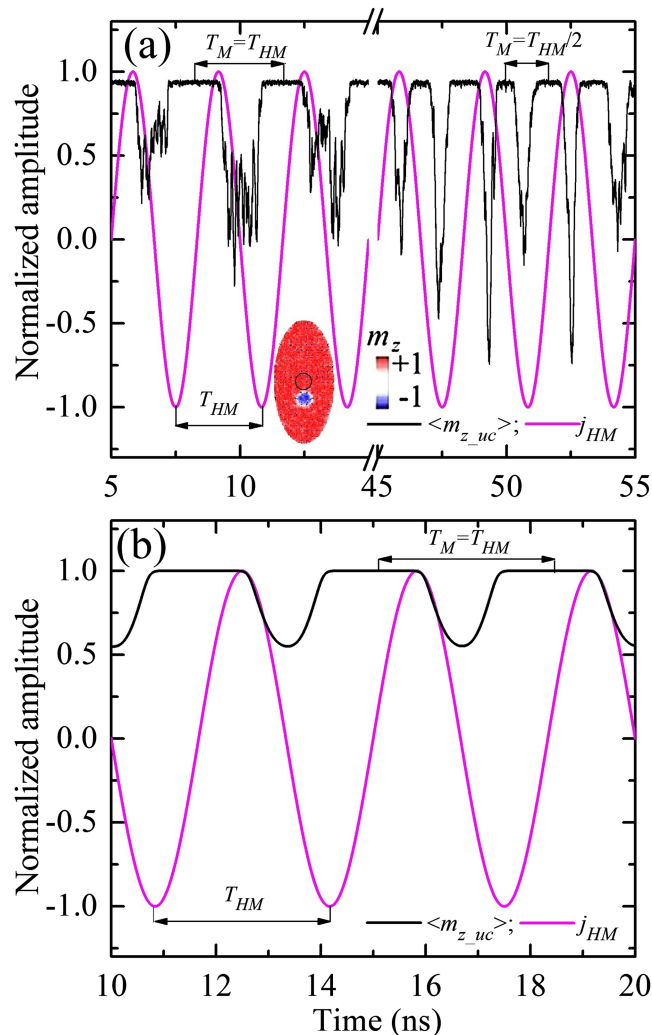 (a)
T_M=T_HM
T_M=T_HM/2
Normalized amplitude
1.0
0.5
0.0
-0.5
-1.0
m_z
+1
-1
T_HM
<m_z_uc>; j_HM
5 10 45 50 55
(b)
T_M=T_HM
Normalized amplitude
1.0
0.5
0.0
-0.5
-1.0
T_HM
<m_z_uc>; j_HM
10 12 14 16 18 20
Time (ns)